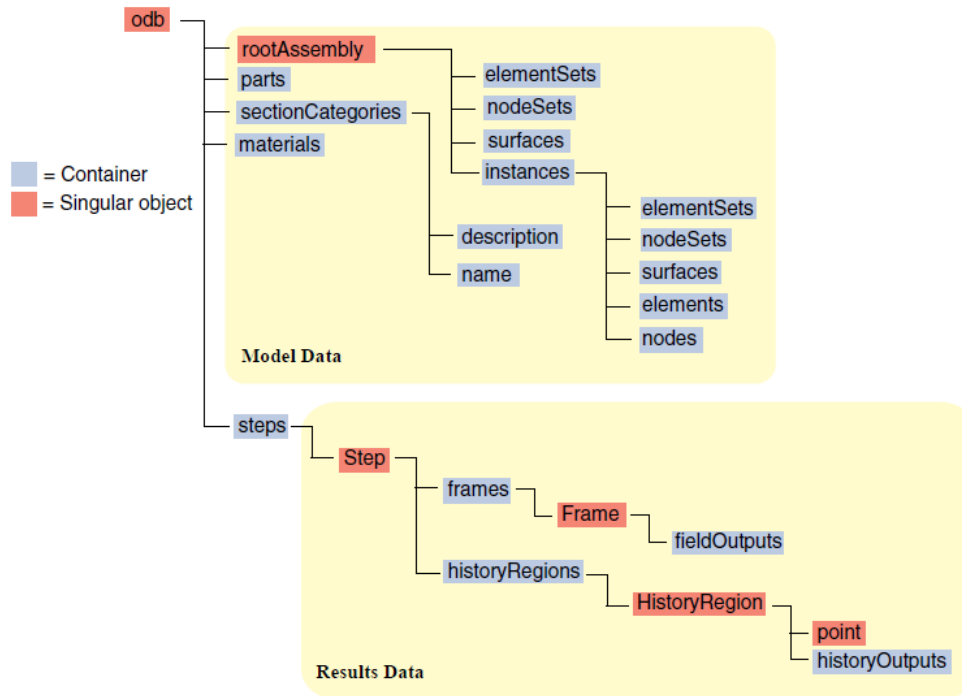 odb
rootAssembly
parts
sectionCategories
materials
elementSets
nodeSets
surfaces
instances
= Container
= Singular object
elementSets
nodeSets
surfaces
elements
nodes
description
name
Model Data
steps
Step
frames
Frame
fieldOutputs
historyRegions
HistoryRegion
point
historyOutputs
Results Data